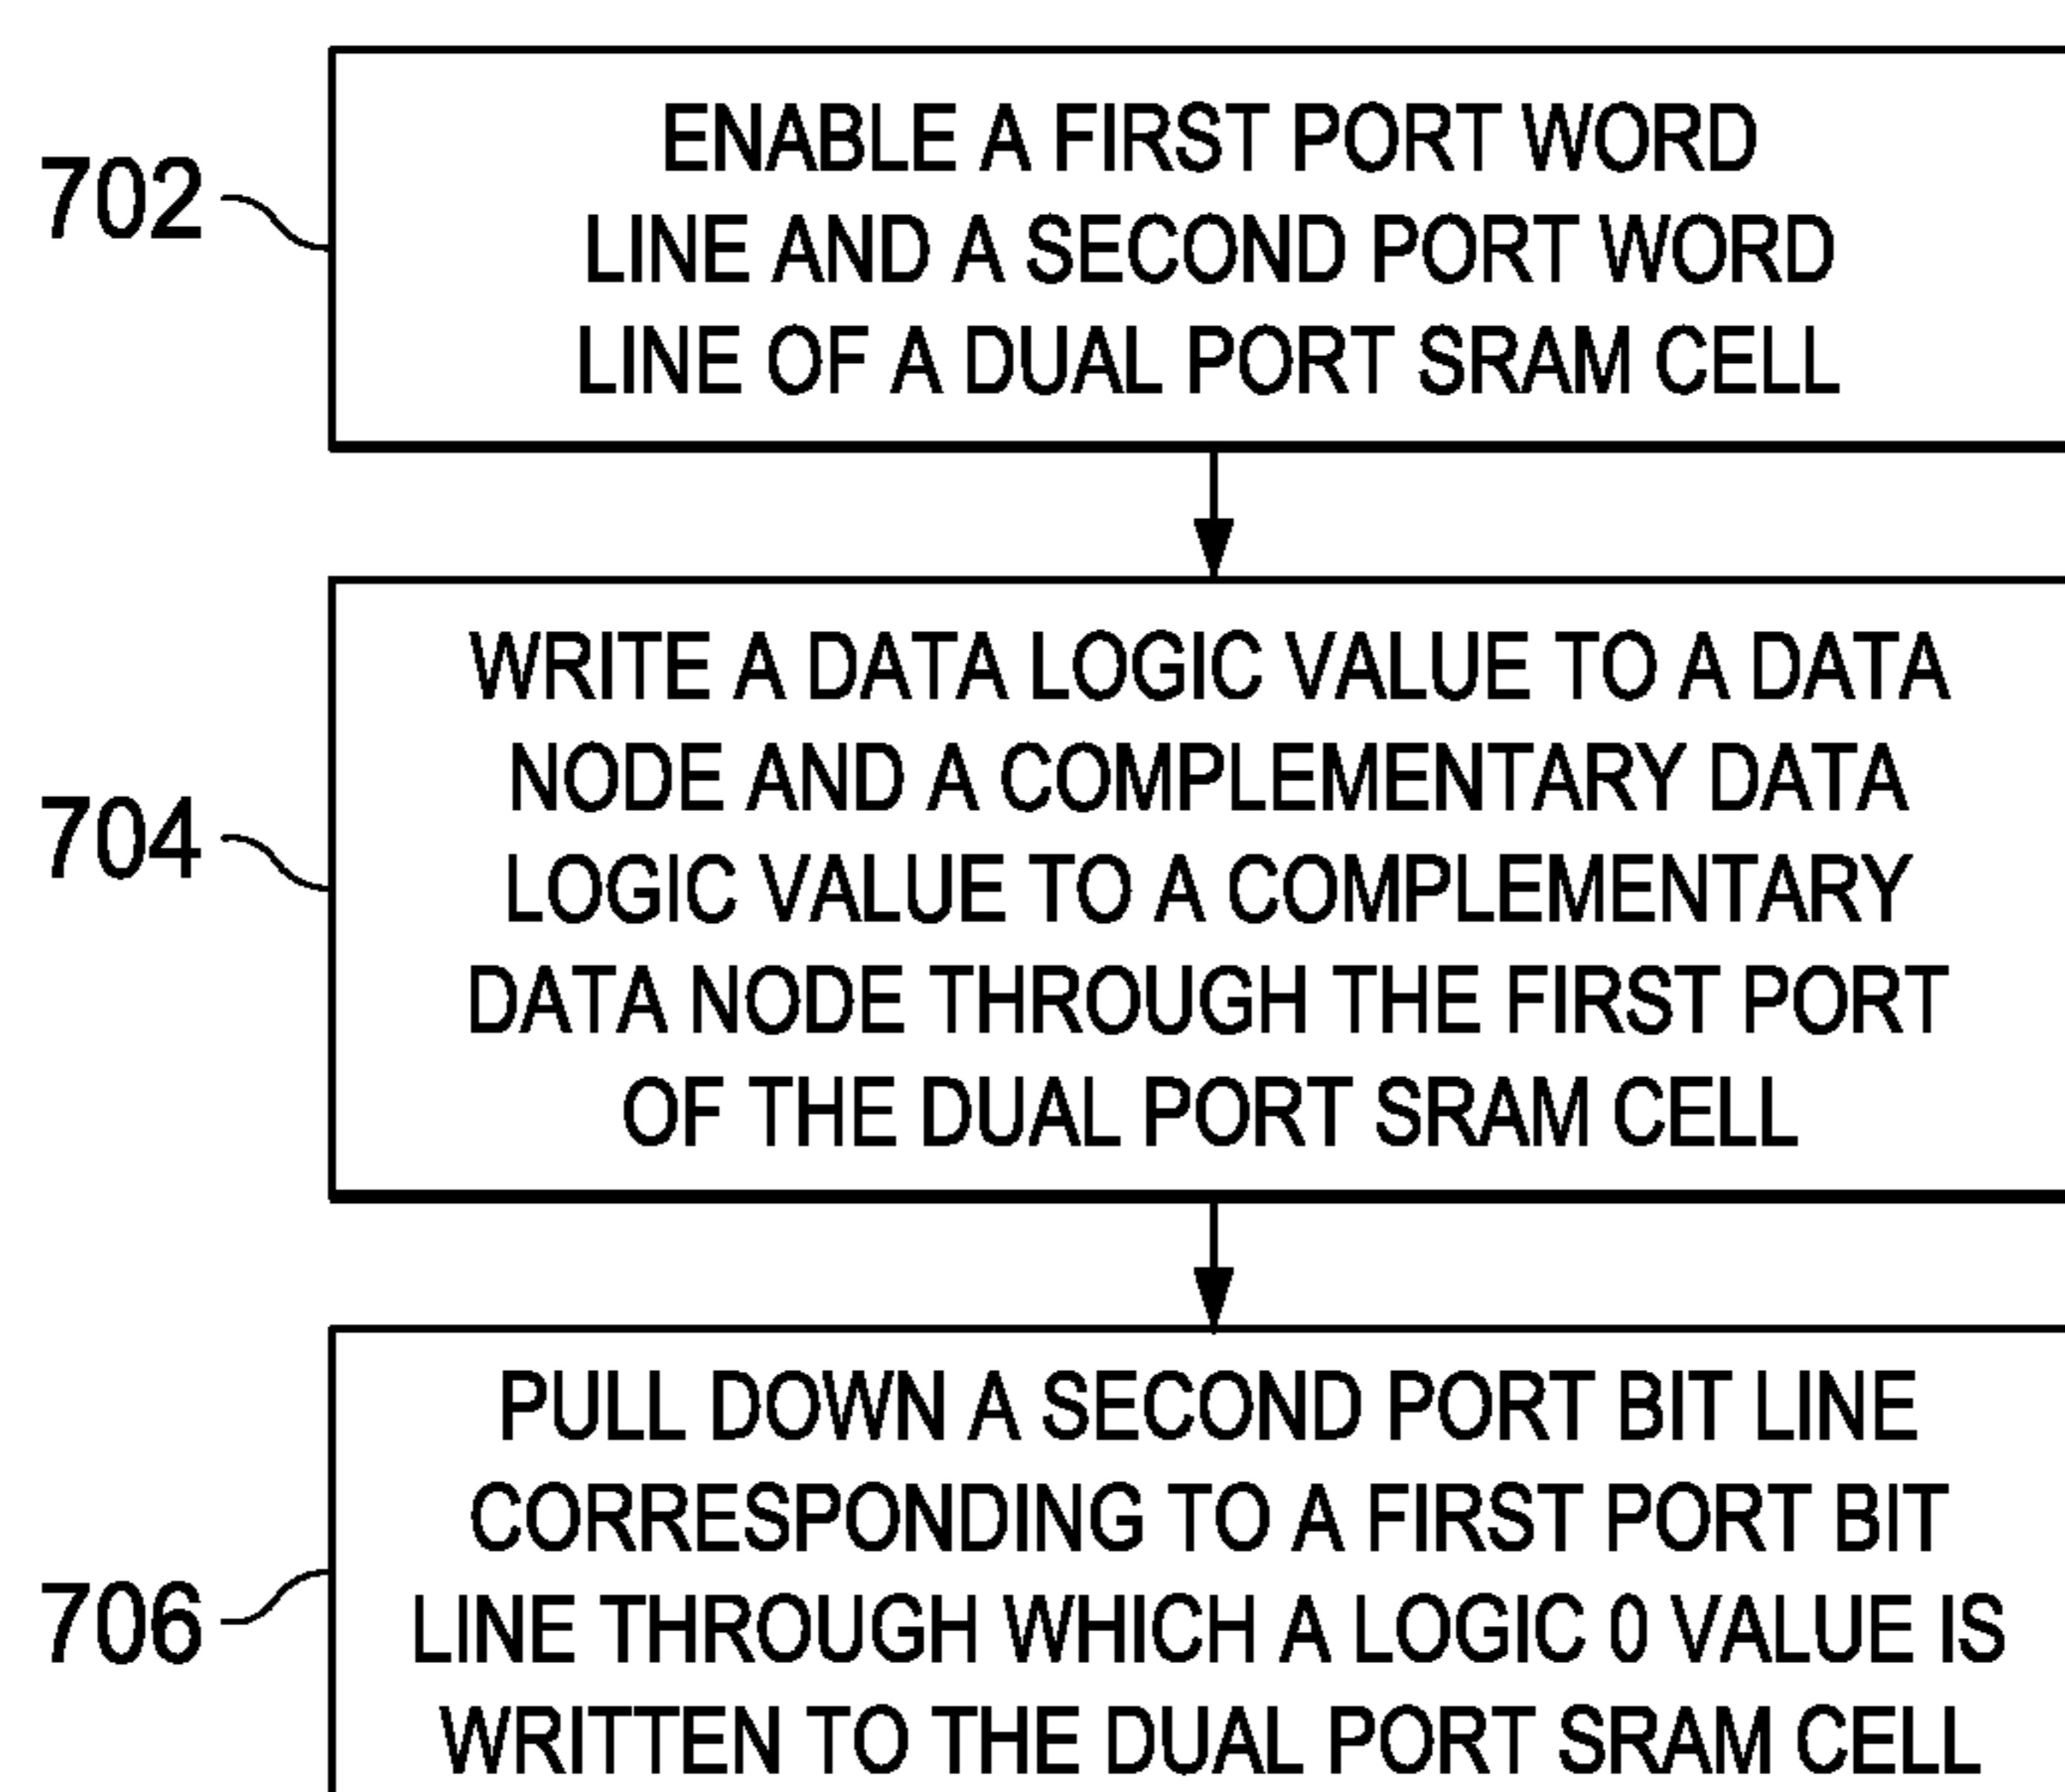 702
ENABLE A FIRST PORT WORD
LINE AND A SECOND PORT WORD
LINE OF A DUAL PORT SRAM CELL
704
WRITE A DATA LOGIC VALUE TO A DATA
NODE AND A COMPLEMENTARY DATA
LOGIC VALUE TO A COMPLEMENTARY
DATA NODE THROUGH THE FIRST PORT
OF THE DUAL PORT SRAM CELL
706
PULL DOWN A SECOND PORT BIT LINE
CORRESPONDING TO A FIRST PORT BIT
LINE THROUGH WHICH A LOGIC 0 VALUE IS
WRITTEN TO THE DUAL PORT SRAM CELL